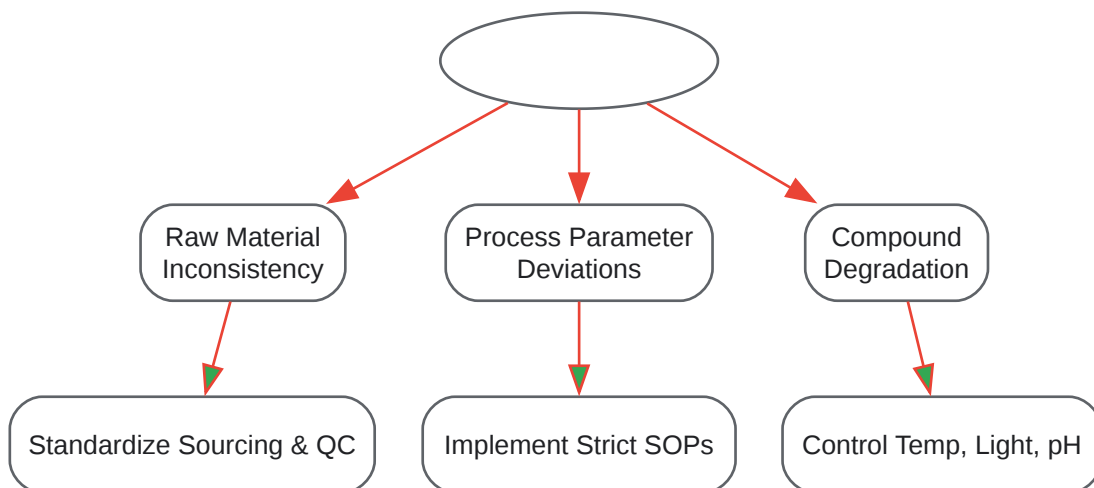 Raw Material
Inconsistency
Process Parameter
Deviations
Compound
Degradation
Standardize Sourcing & QC
Implement Strict SOPs
Control Temp, Light, pH